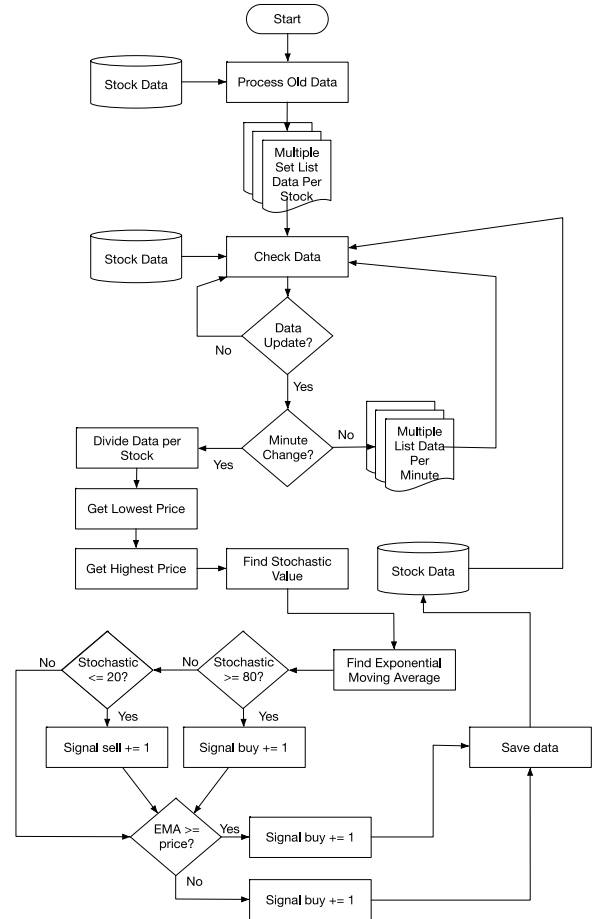 Start
Stock Data
Process Old Data
Multiple
Set List
Data Per
Stock
Stock Data
Check Data
Data
Update?
No
Yes
Minute
Change?
Yes
No
Multiple
List Data
Per
Minute
Divide Data per
Stock
Get Lowest Price
Get Highest Price
Find Stochastic
Value
Stock Data
Find Exponential
Moving Average
Stochastic
>= 80?
No
Yes
Stochastic
<= 20?
No
Yes
Signal sell += 1
Signal buy += 1
Save data
EMA >=
price?
Yes
Signal buy += 1
No
Signal buy += 1